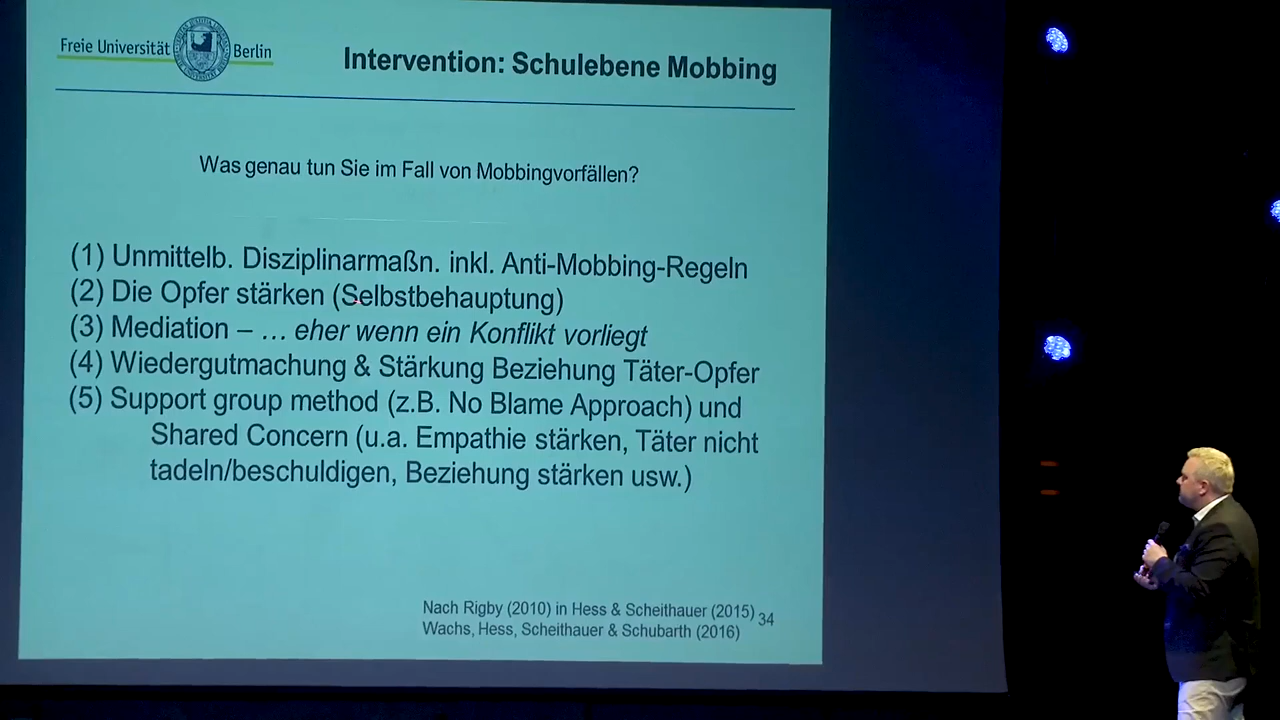 Freie Universität Berlin
Intervention: Schulebene Mobbing
Was genau tun Sie im Fall von Mobbingvorfällen?
(1) Unmittelb. Disziplinarmaßn. inkl. Anti-Mobbing-Regeln
(2) Die Opfer stärken (Selbstbehauptung)
(3) Mediation – … eher wenn ein Konflikt vorliegt
(4) Wiedergutmachung & Stärkung Beziehung Täter-Opfer
(5) Support group method (z.B. No Blame Approach) und
Shared Concern (u.a. Empathie stärken, Täter nicht
tadeln/beschuldigen, Beziehung stärken usw.)
Nach Rigby (2010) in Hess & Scheithauer (2015)
Wachs, Hess, Scheithauer & Schubarth (2016)
34